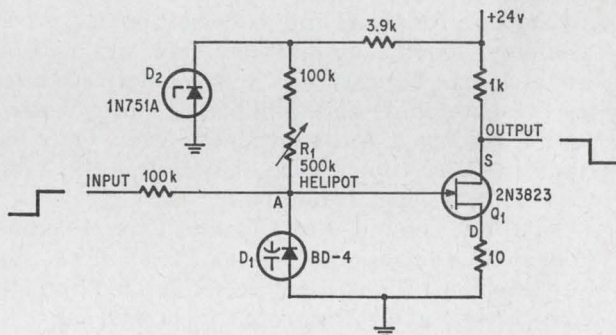 +24v
3.9k
D2
1N751A
100k
1k
R1
500k
HELIPOT
OUTPUT
INPUT
100k
A
S
2N3823
Q1
D
D1
BD-4
10